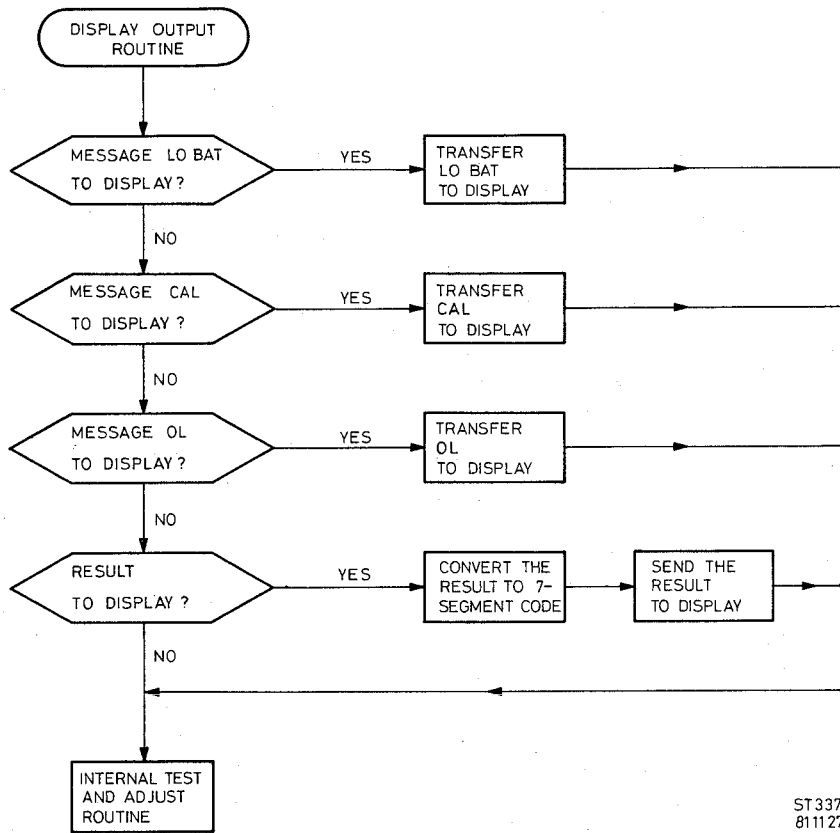 DISPLAY OUTPUT
ROUTINE
MESSAGE LO BAT
TO DISPLAY?
YES
TRANSFER
LO BAT
TO DISPLAY
NO
MESSAGE CAL
TO DISPLAY?
YES
TRANSFER
CAL
TO DISPLAY
NO
MESSAGE OL
TO DISPLAY?
YES
TRANSFER
OL
TO DISPLAY
NO
RESULT
TO DISPLAY?
YES
CONVERT THE
RESULT TO 7-
SEGMENT CODE
SEND THE
RESULT
TO DISPLAY
NO
INTERNAL TEST
AND ADJUST
ROUTINE
ST337
811127